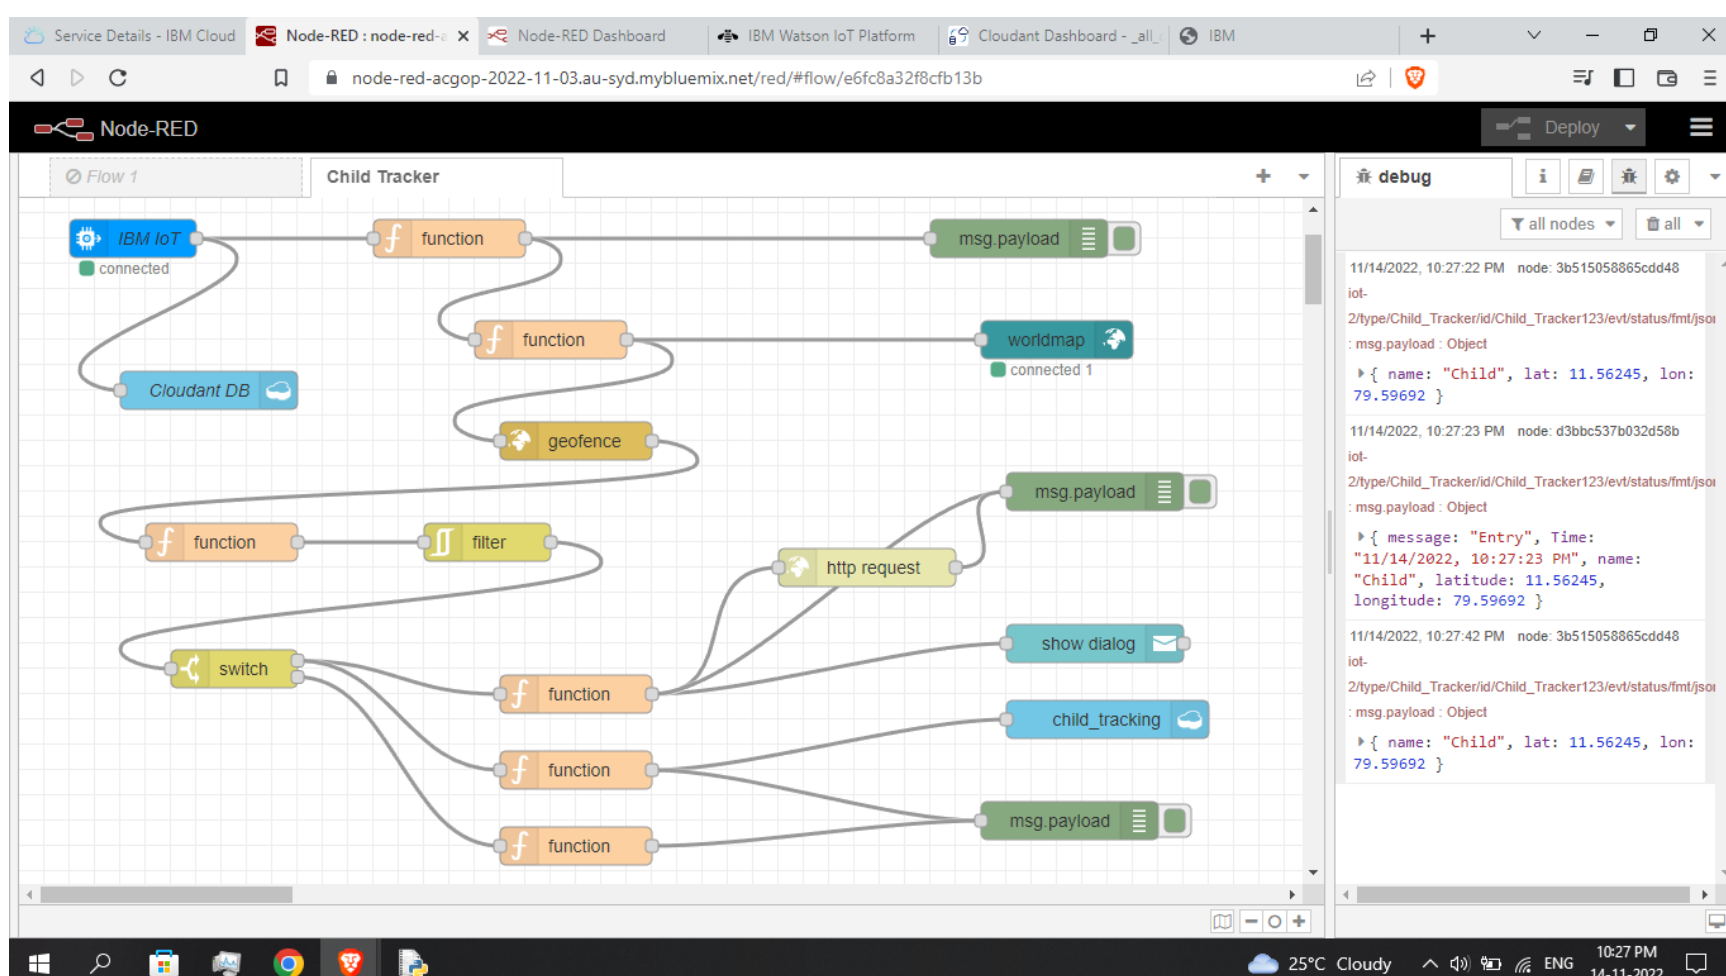 Service Details - IBM Cloud
Node-RED : node-red-a
Node-RED Dashboard
IBM Watson IoT Platform
Cloudant Dashboard - _all_
IBM
node-red-acgop-2022-11-03.au-syd.mybluemix.net/red/#flow/e6fc8a32f8cfb13b
Node-RED
Deploy
Flow 1
Child Tracker
debug
i
all nodes
all
IBM IoT
connected
function
msg.payload
function
worldmap
connected 1
Cloudant DB
geofence
msg.payload
function
filter
http request
show dialog
switch
function
child_tracking
function
msg.payload
function
11/14/2022, 10:27:22 PM node: 3b515058865cdd48
iot-
2/type/Child_Tracker/id/Child_Tracker123/evt/status/fmt/json
: msg.payload : Object
{ name: "Child", lat: 11.56245, lon:
79.59692 }
11/14/2022, 10:27:23 PM node: d3bbc537b032d58b
iot-
2/type/Child_Tracker/id/Child_Tracker123/evt/status/fmt/json
: msg.payload : Object
{ message: "Entry", Time:
"11/14/2022, 10:27:23 PM", name:
"Child", latitude: 11.56245,
longitude: 79.59692 }
11/14/2022, 10:27:42 PM node: 3b515058865cdd48
iot-
2/type/Child_Tracker/id/Child_Tracker123/evt/status/fmt/json
: msg.payload : Object
{ name: "Child", lat: 11.56245, lon:
79.59692 }
25°C Cloudy
ENG
10:27 PM
14-11-2022